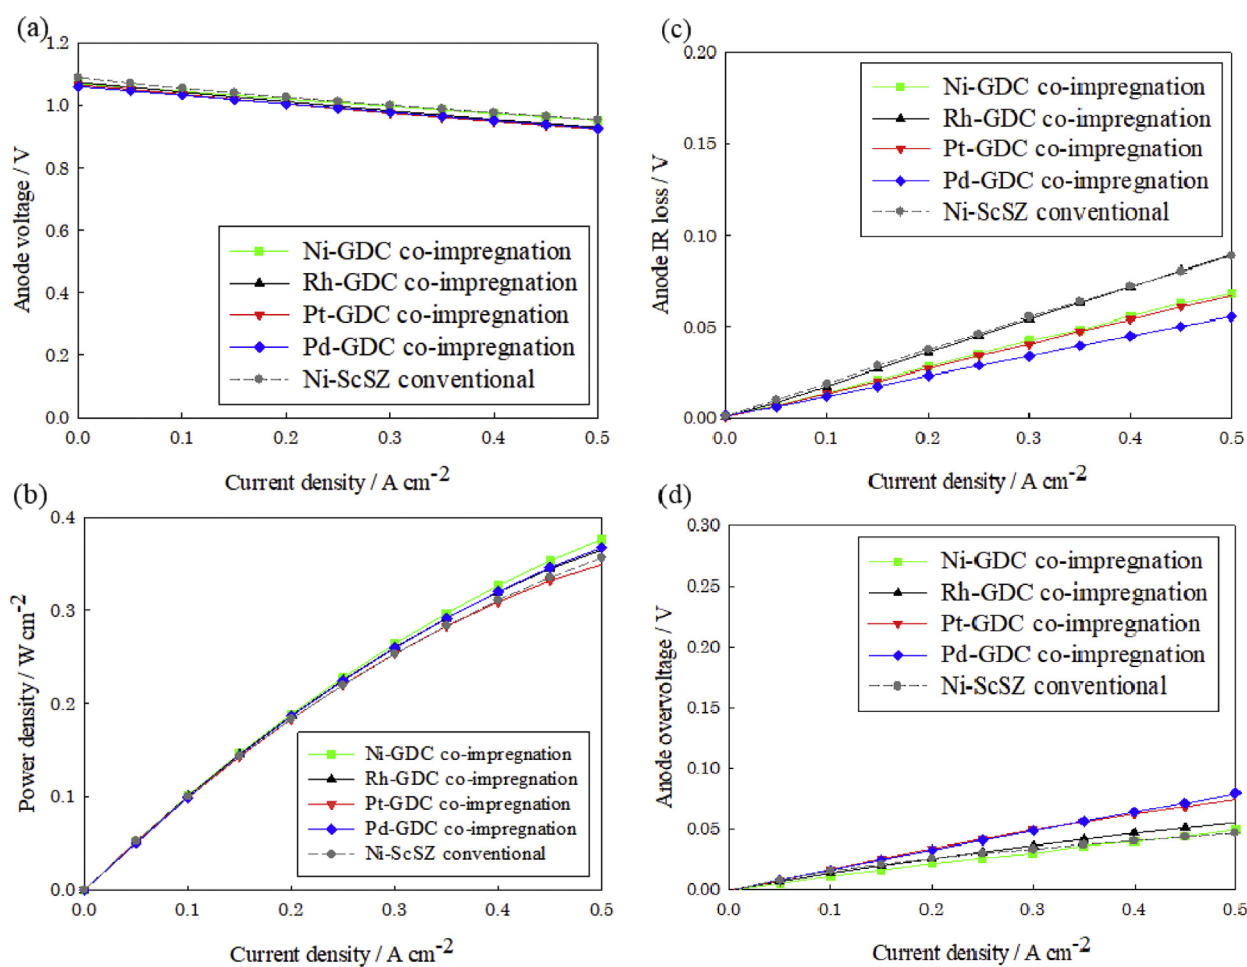 (a)
1.2
1.0
0.8
0.6
0.4
0.2
0.0
Anode voltage / V
Ni-GDC co-impregnation
Rh-GDC co-impregnation
Pt-GDC co-impregnation
Pd-GDC co-impregnation
Ni-ScSZ conventional
0.0 0.1 0.2 0.3 0.4 0.5
Current density / A cm-2
(c)
0.20
0.15
0.10
0.05
0.00
Anode IR loss / V
Ni-GDC co-impregnation
Rh-GDC co-impregnation
Pt-GDC co-impregnation
Pd-GDC co-impregnation
Ni-ScSZ conventional
0.0 0.1 0.2 0.3 0.4 0.5
Current density / A cm-2
(b)
0.4
0.3
0.2
0.1
0.0
Power density / W cm-2
Ni-GDC co-impregnation
Rh-GDC co-impregnation
Pt-GDC co-impregnation
Pd-GDC co-impregnation
Ni-ScSZ conventional
0.0 0.1 0.2 0.3 0.4 0.5
Current density / A cm-2
(d)
0.30
0.25
0.20
0.15
0.10
0.05
0.00
Anode overvoltage / V
Ni-GDC co-impregnation
Rh-GDC co-impregnation
Pt-GDC co-impregnation
Pd-GDC co-impregnation
Ni-ScSZ conventional
0.0 0.1 0.2 0.3 0.4 0.5
Current density / A cm-2